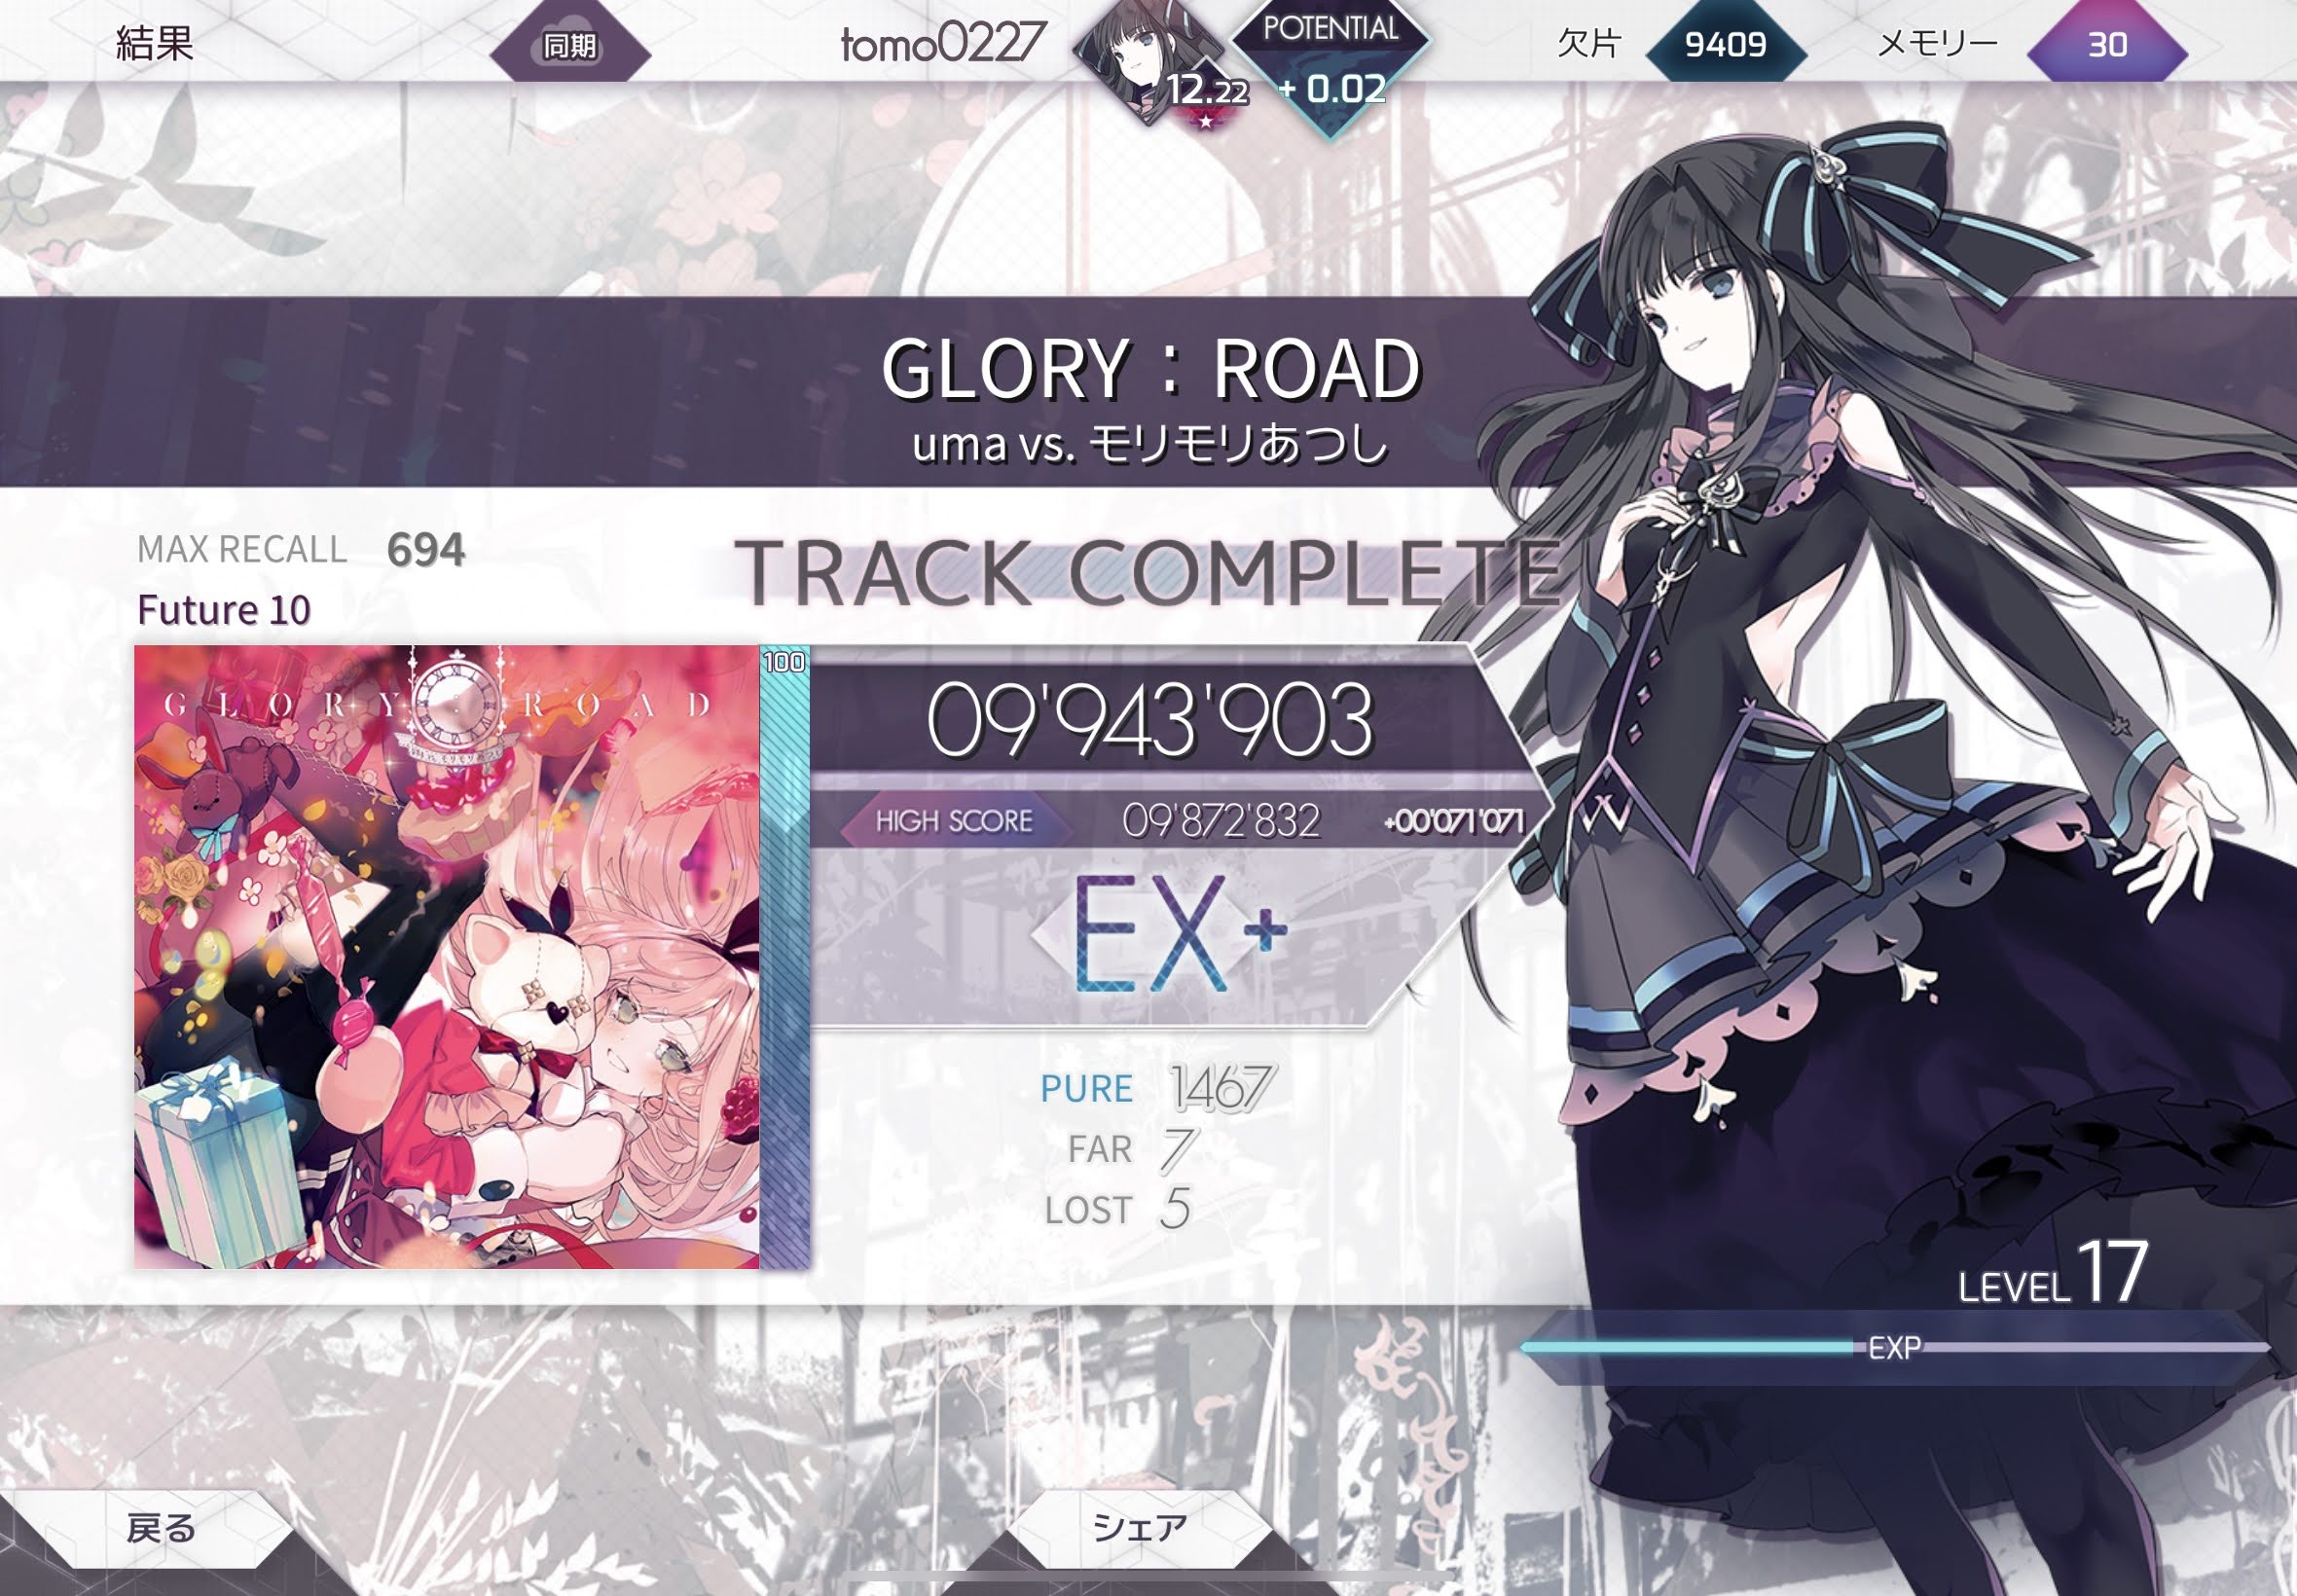 結果
同期
tomo0227
12.22
POTENTIAL
+ 0.02
欠片
9409
メモリー
30
GLORY：ROAD
uma vs. モリモリあつし
MAX RECALL 694
TRACK COMPLETE
Future 10
100
GLORY:ROAD
09'943'903
HIGH SCORE 09'872'832 +00'071'071
EX+
PURE 1467
FAR 7
LOST 5
LEVEL 17
EXP
戻る
シェア